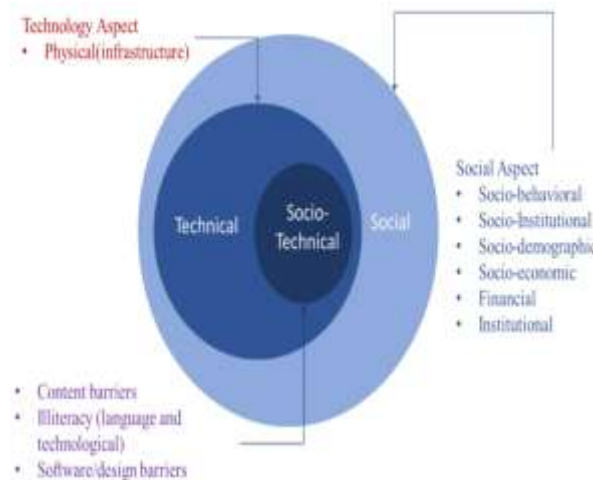 Technology Aspect
• Physical(infrastructure)
Technical
Socio-
Technical
Social
Social Aspect
• Socio-behavioral
• Socio-Institutional
• Socio-demographic
• Socio-economic
• Financial
• Institutional
• Content barriers
• Illiteracy (language and
technological)
• Software/design barriers